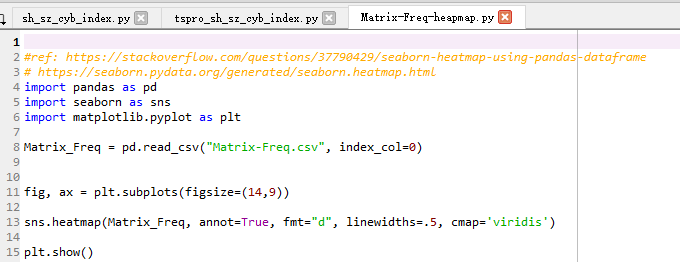 sh_sz_cyb_index.py tspro_sh_sz_cyb_index.py Matrix-Freq-heapmap.py
1
2 #ref: https://stackoverflow.com/questions/37790429/seaborn-heatmap-using-pandas-dataframe
3 # https://seaborn.pydata.org/generated/seaborn.heatmap.html
4 import pandas as pd
5 import seaborn as sns
6 import matplotlib.pyplot as plt
7
8 Matrix_Freq = pd.read_csv("Matrix-Freq.csv", index_col=0)
9
10
11 fig, ax = plt.subplots(figsize=(14,9))
12
13 sns.heatmap(Matrix_Freq, annot=True, fmt="d", linewidths=.5, cmap='viridis')
14
15 plt.show()